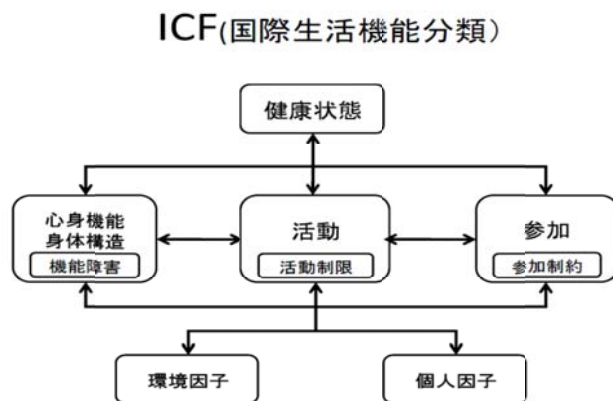 ICF(国際生活機能分類)
健康状態
心身機能
身体構造
機能障害
活動
活動制限
参加
参加制約
環境因子
個人因子